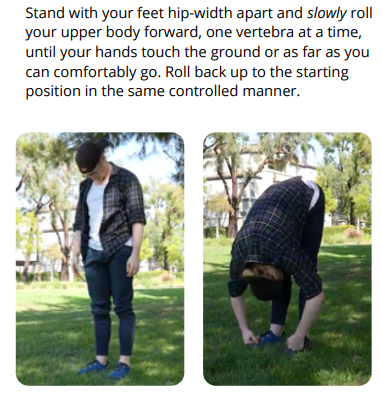 Stand with your feet hip-width apart and slowly roll
your upper body forward, one vertebra at a time,
until your hands touch the ground or as far as you
can comfortably go. Roll back up to the starting
position in the same controlled manner.